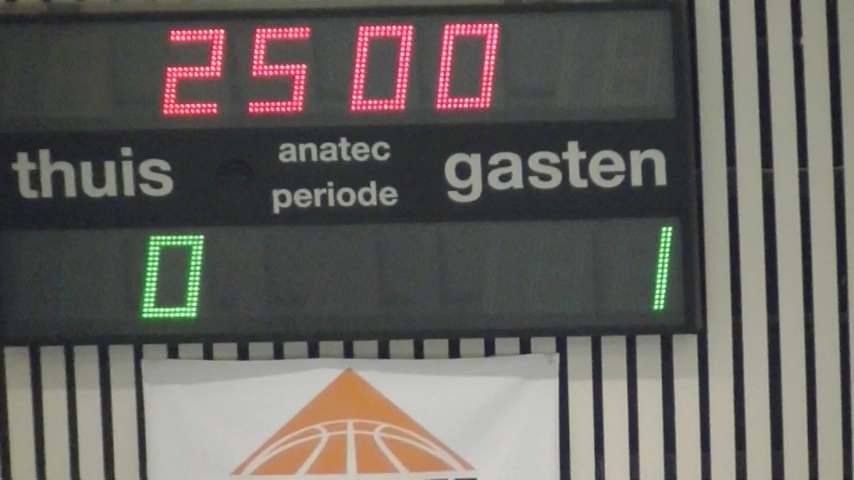 2500
thuis anatec gasten
periode
0 1